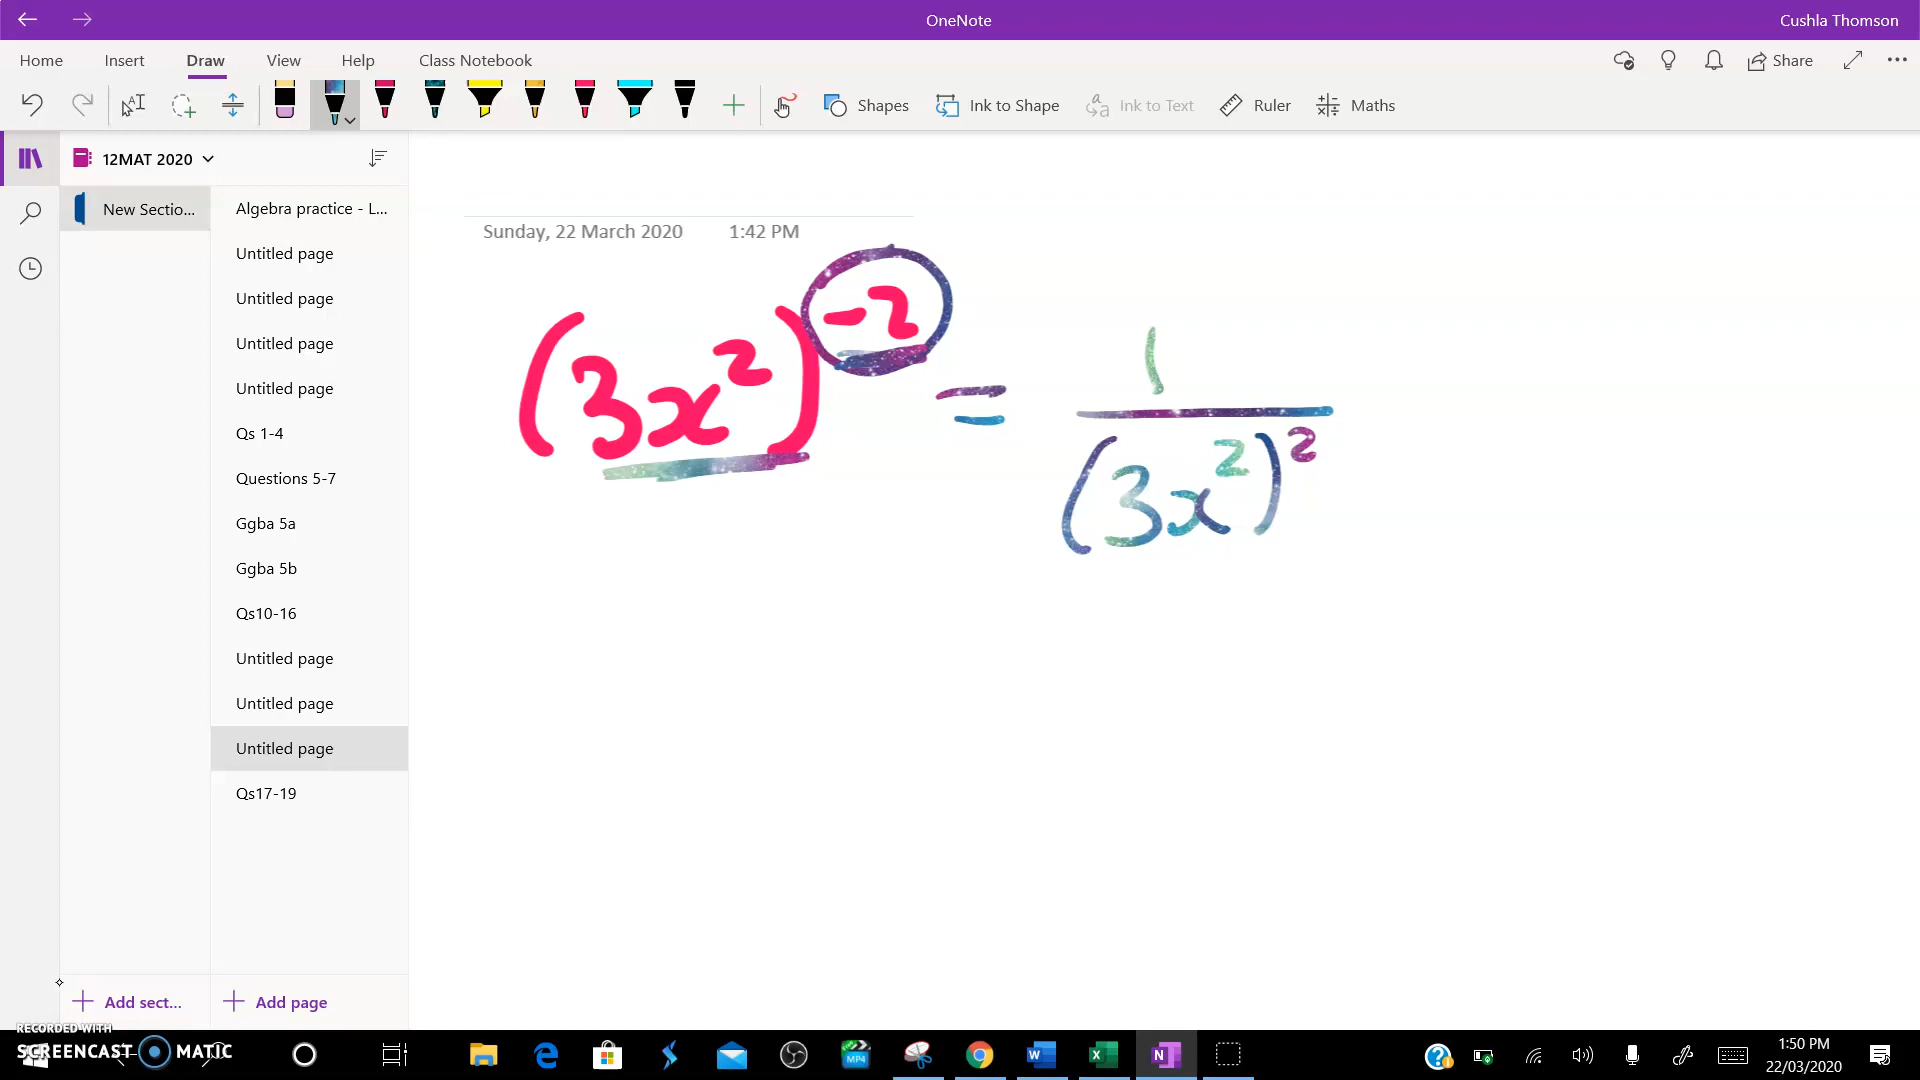 OneNote
Cushla Thomson
Home Insert Draw View Help Class Notebook
Share
Shapes Ink to Shape Ink to Text Ruler Maths
12MAT 2020
New Sectio...
Algebra practice - L...
Untitled page
Untitled page
Untitled page
Untitled page
Qs 1-4
Questions 5-7
Ggba 5a
Ggba 5b
Qs10-16
Untitled page
Untitled page
Untitled page
Qs17-19
Add sect...
Add page
Sunday, 22 March 2020 1:42 PM
(3x²)⁻² = 1
(3x²)²
RECORDED WITH
SCREENCAST MATIC
1:50 PM
22/03/2020